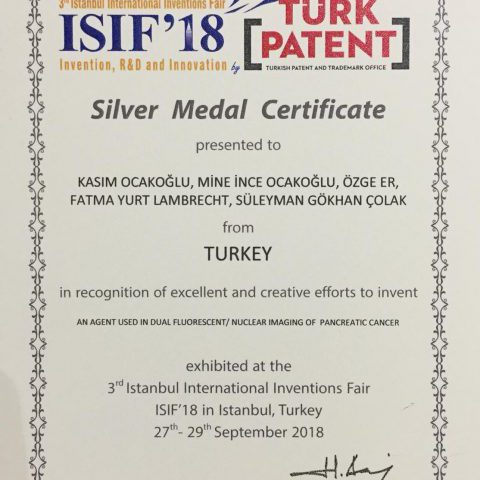 3rd Istanbul International Inventions Fair
ISIF'18
Invention, R&D and Innovation by
TÜRK
PATENT
TURKISH PATENT AND TRADEMARK OFFICE
Silver Medal Certificate
presented to
KASIM OCAKOĞLU, MİNE İNCE OCAKOĞLU, ÖZGE ER,
FATMA YURT LAMBRECHT, SÜLEYMAN GÖKHAN ÇOLAK
from
TURKEY
in recognition of excellent and creative efforts to invent
AN AGENT USED IN DUAL FLUORESCENT/ NUCLEAR IMAGING OF PANCREATIC CANCER
exhibited at the
3rd Istanbul International Inventions Fair
ISIF'18 in Istanbul, Turkey
27th- 29th September 2018